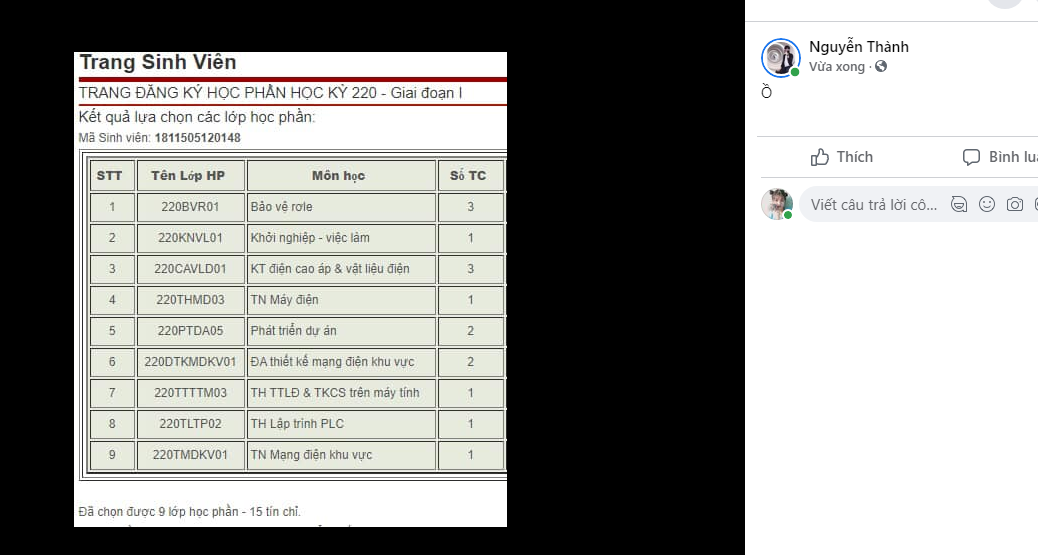 Trang Sinh Viên
TRANG ĐĂNG KÝ HỌC PHẦN HỌC KỲ 220 - Giai đoạn I
Kết quả lựa chọn các lớp học phần:
Mã Sinh viên: 1811505120148
STT Tên Lớp HP Môn học Số TC
1 220BVR01 Bảo vệ rơle 3
2 220KNVL01 Khởi nghiệp - việc làm 1
3 220CAVLD01 KT điện cao áp & vật liệu điện 3
4 220THMD03 TN Máy điện 1
5 220PTDA05 Phát triển dự án 2
6 220DTKMDKV01 ĐA thiết kế mạng điện khu vực 2
7 220TTTTM03 TH TTLĐ & TKCS trên máy tính 1
8 220TLTP02 TH Lập trình PLC 1
9 220TMDKV01 TN Mạng điện khu vực 1
Đã chọn được 9 lớp học phần - 15 tín chỉ.
Nguyễn Thành
Vừa xong ·
Ồ
Thích
Bình
Viết câu trả lời cô...